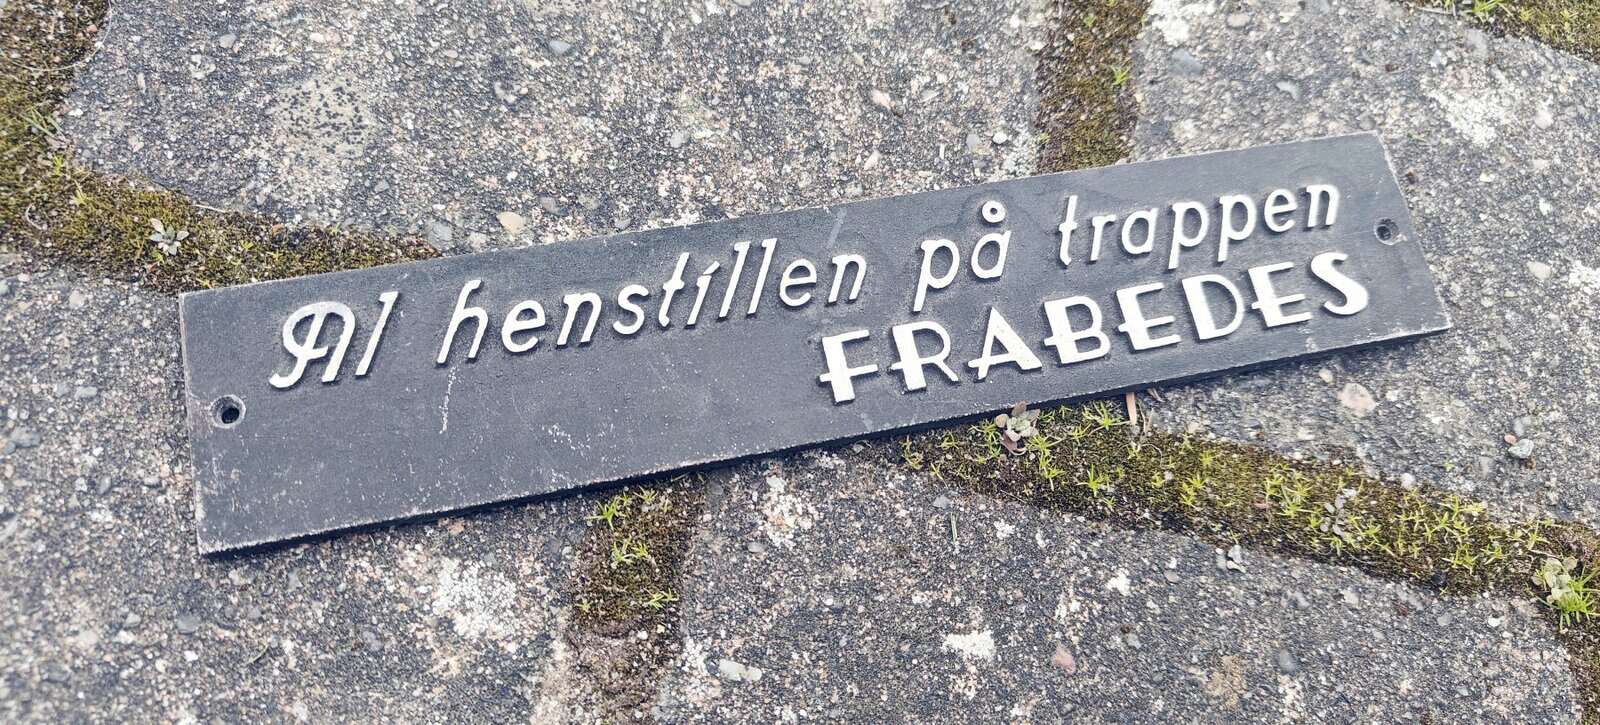 Al henstillen på trappen
FRABEDES